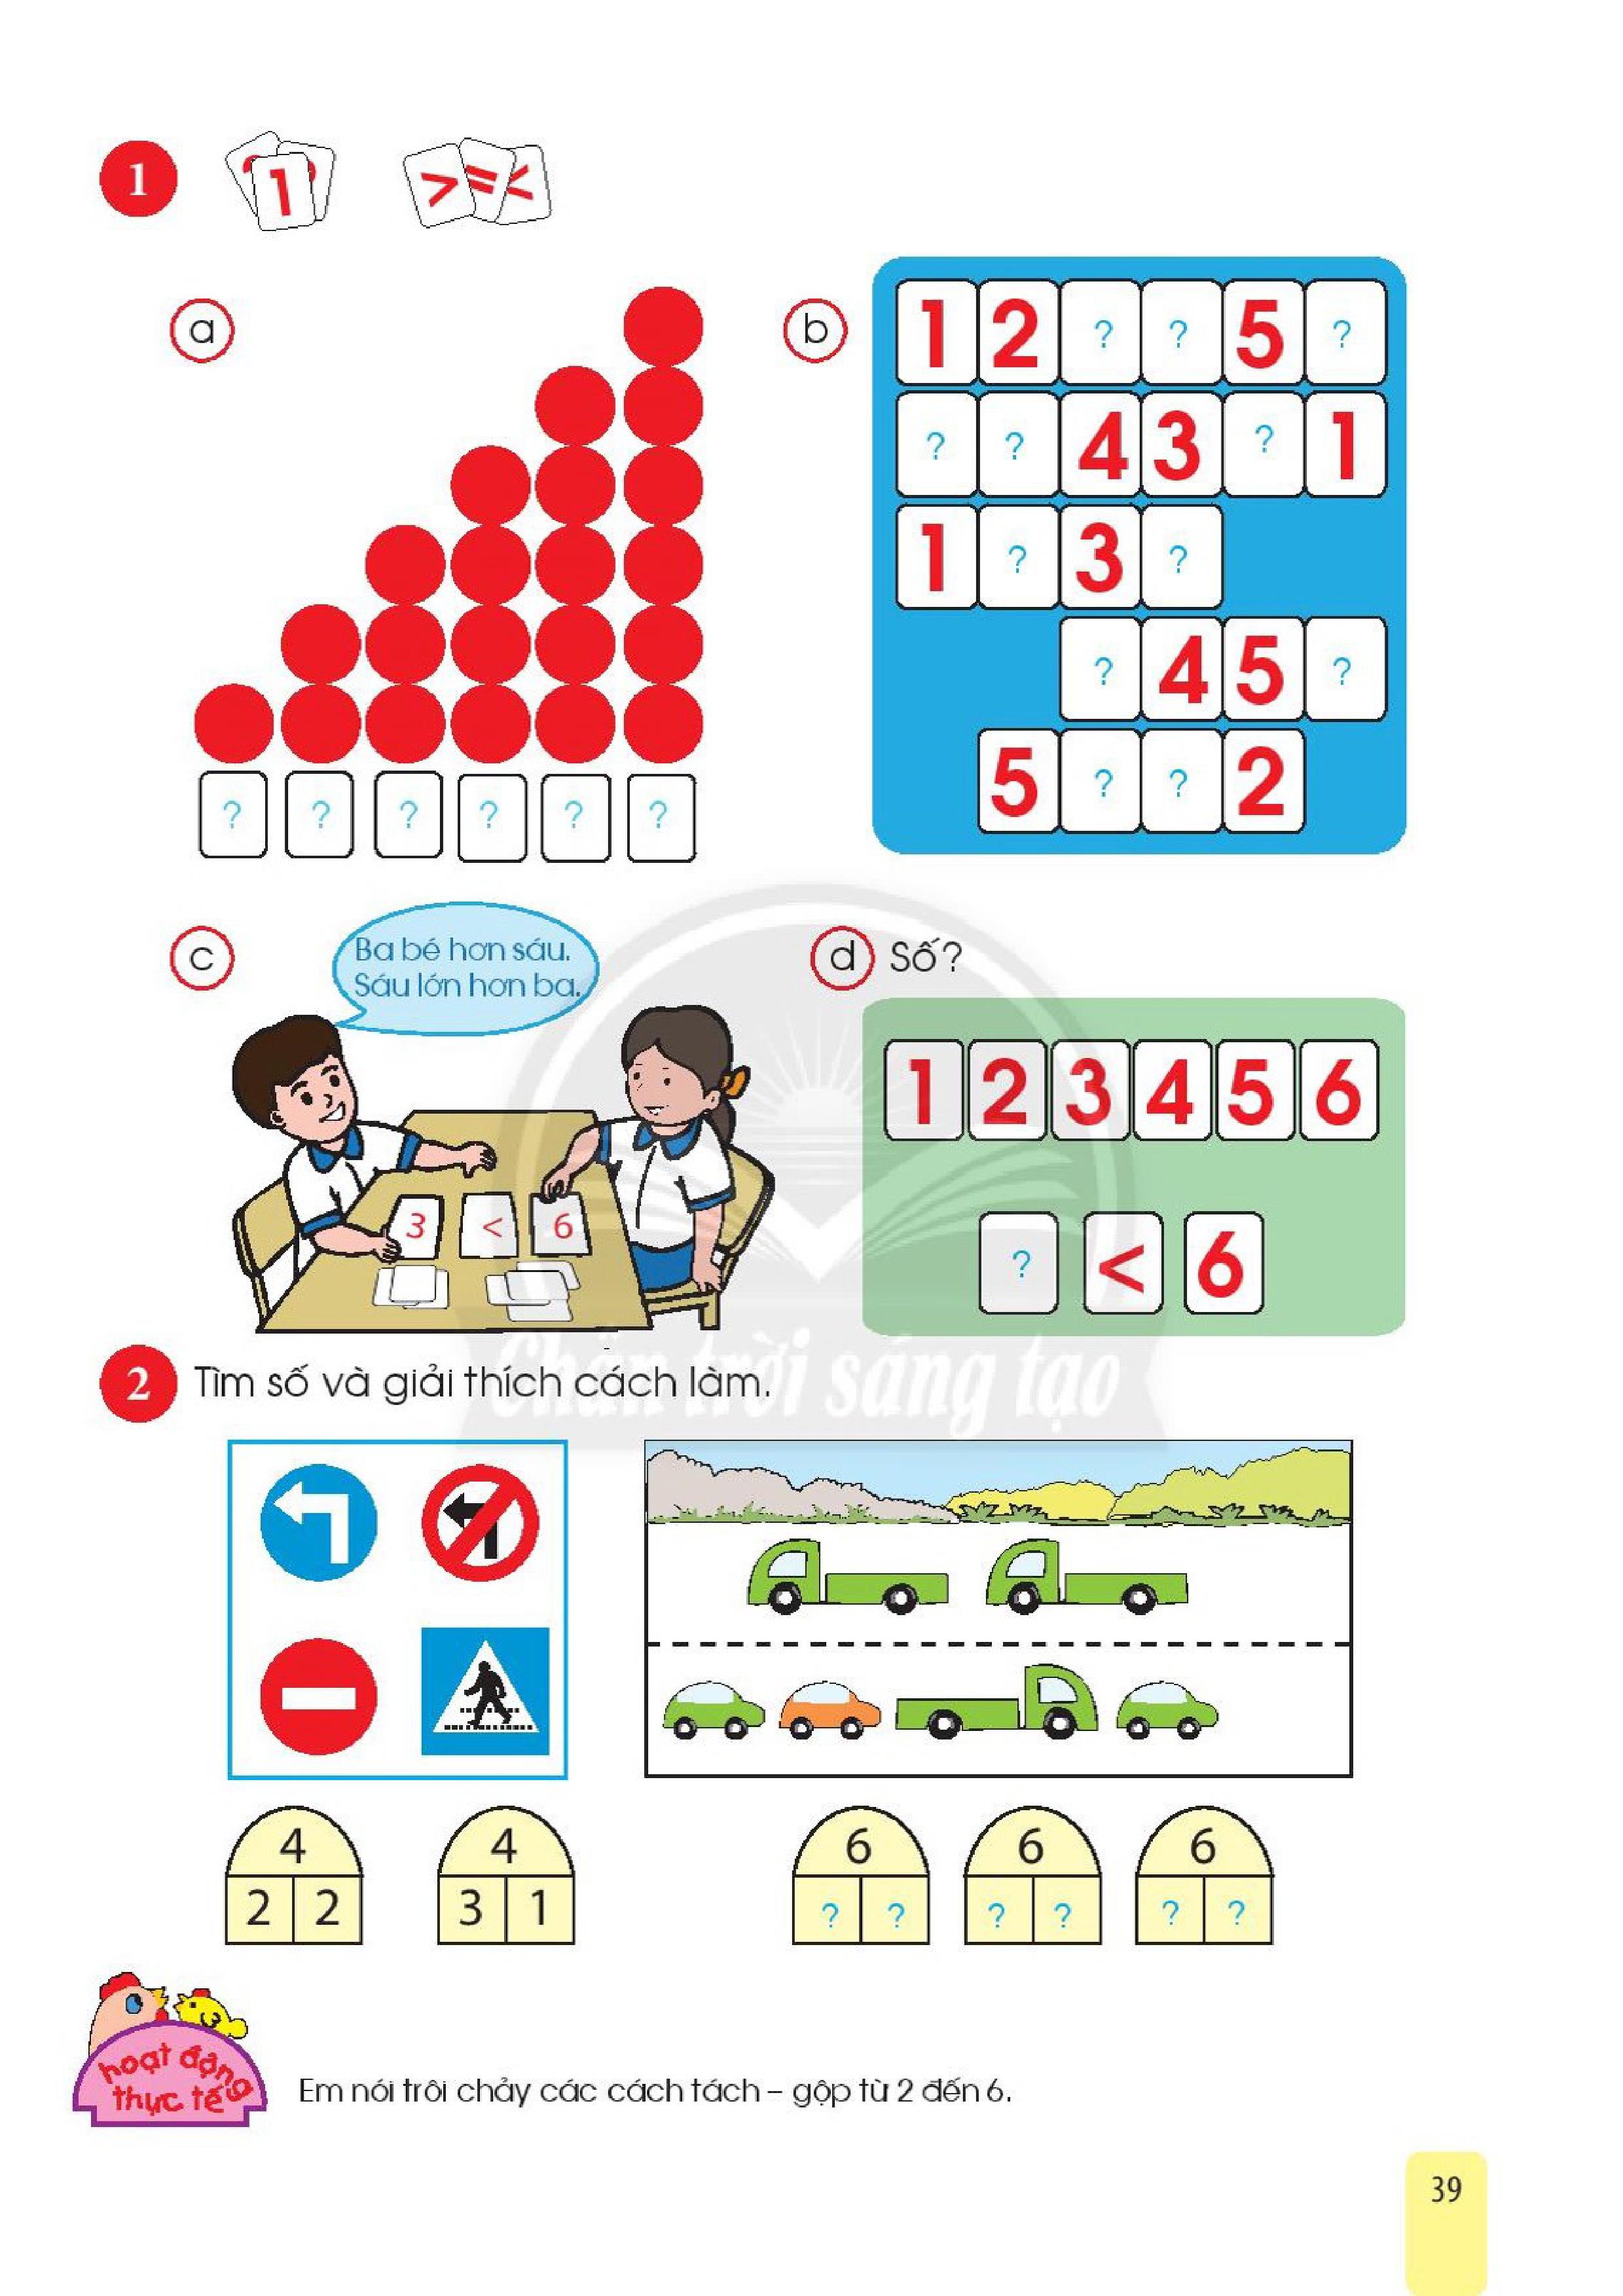 1
1
> = <
a
b
1 2 ? ? 5 ?
? ? 4 3 ? 1
1 ? 3 ?
? 4 5 ?
5 ? ? 2
? ? ? ? ? ?
c
Ba bé hơn sáu.
Sáu lớn hơn ba.
3 < 6
d Số?
1 2 3 4 5 6
? < 6
Chân trời sáng tạo
2 Tìm số và giải thích cách làm.
4
2 2
4
3 1
6
? ?
6
? ?
6
? ?
hoạt động
thực tế
Em nói trôi chảy các cách tách – gộp từ 2 đến 6.
39